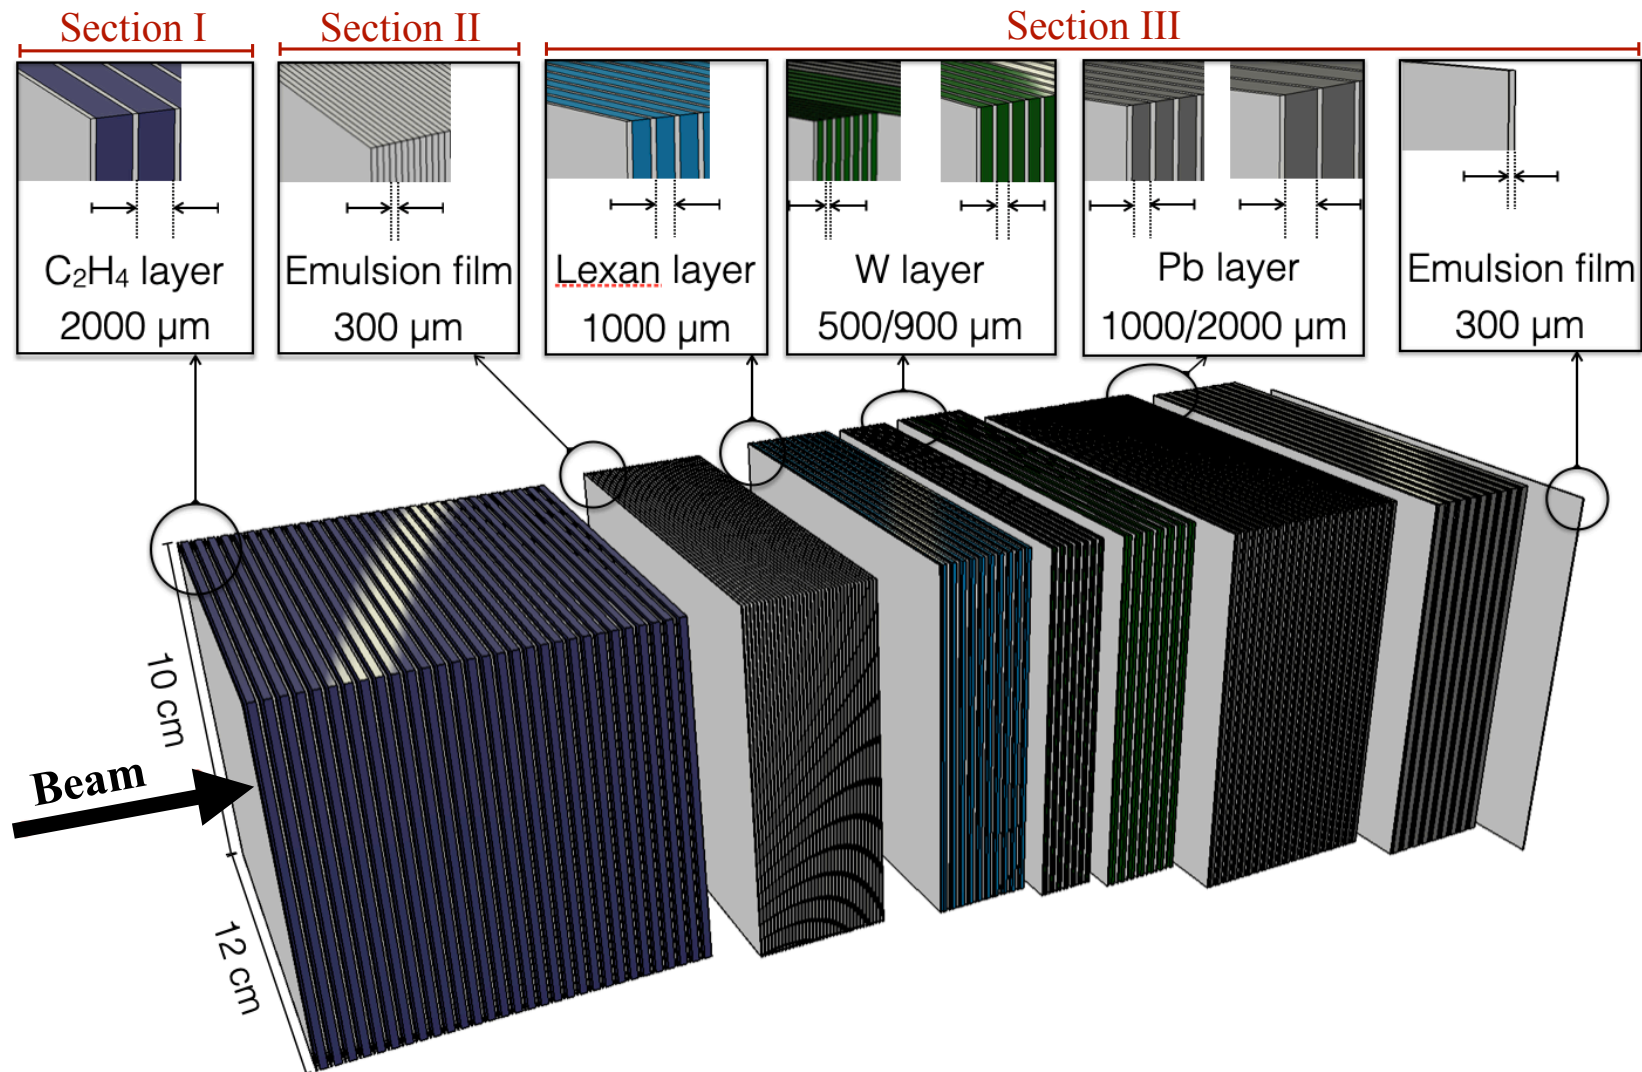 Section I
Section II
Section III
C₂H₄ layer
2000 µm
Emulsion film
300 µm
Lexan layer
1000 µm
W layer
500/900 µm
Pb layer
1000/2000 µm
Emulsion film
300 µm
10 cm
Beam
12 cm